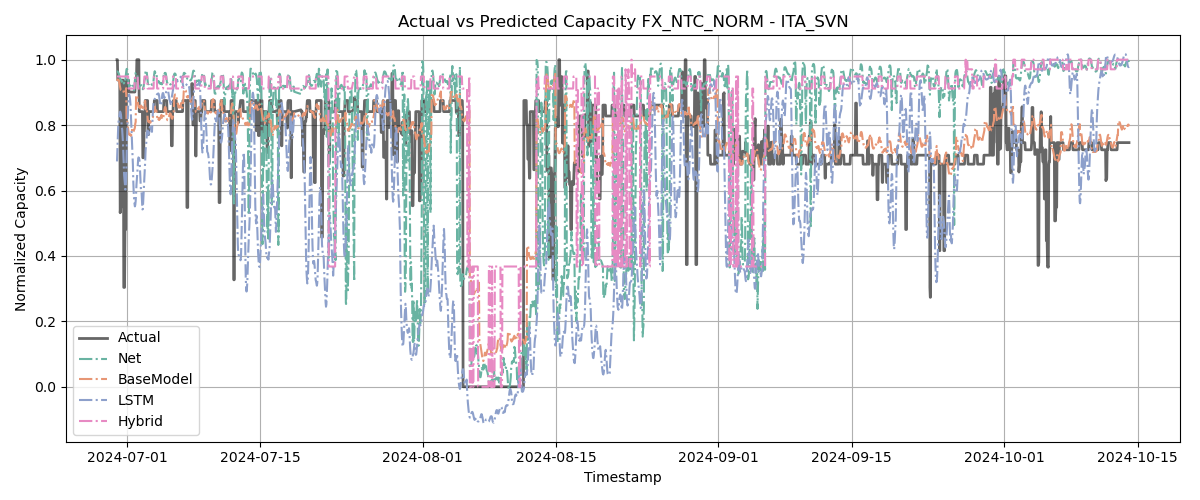 Actual vs Predicted Capacity FX_NTC_NORM - ITA_SVN
Normalized Capacity
1.0
0.8
0.6
0.4
0.2
0.0
Actual
Net
BaseModel
LSTM
Hybrid
2024-07-01 2024-07-15 2024-08-01 2024-08-15 2024-09-01 2024-09-15 2024-10-01 2024-10-15
Timestamp